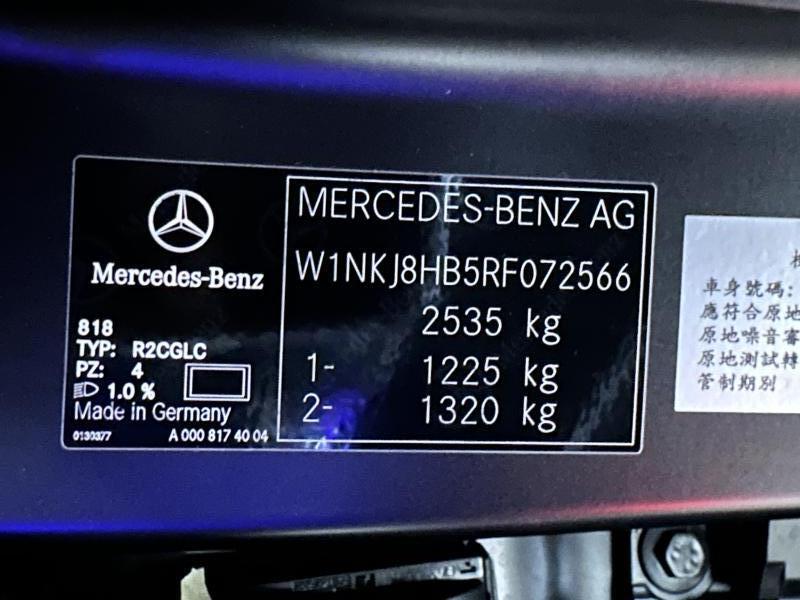 Mercedes-Benz
818
TYP: R2CGLC
PZ: 4
1.0 %
Made in Germany
0130377 A 000 817 40 04
MERCEDES-BENZ AG
W1NKJ8HB5RF072566
2535 kg
1- 1225 kg
2- 1320 kg
車身號碼:
應符合原地
原地噪音審
原地測試轉
管制期別